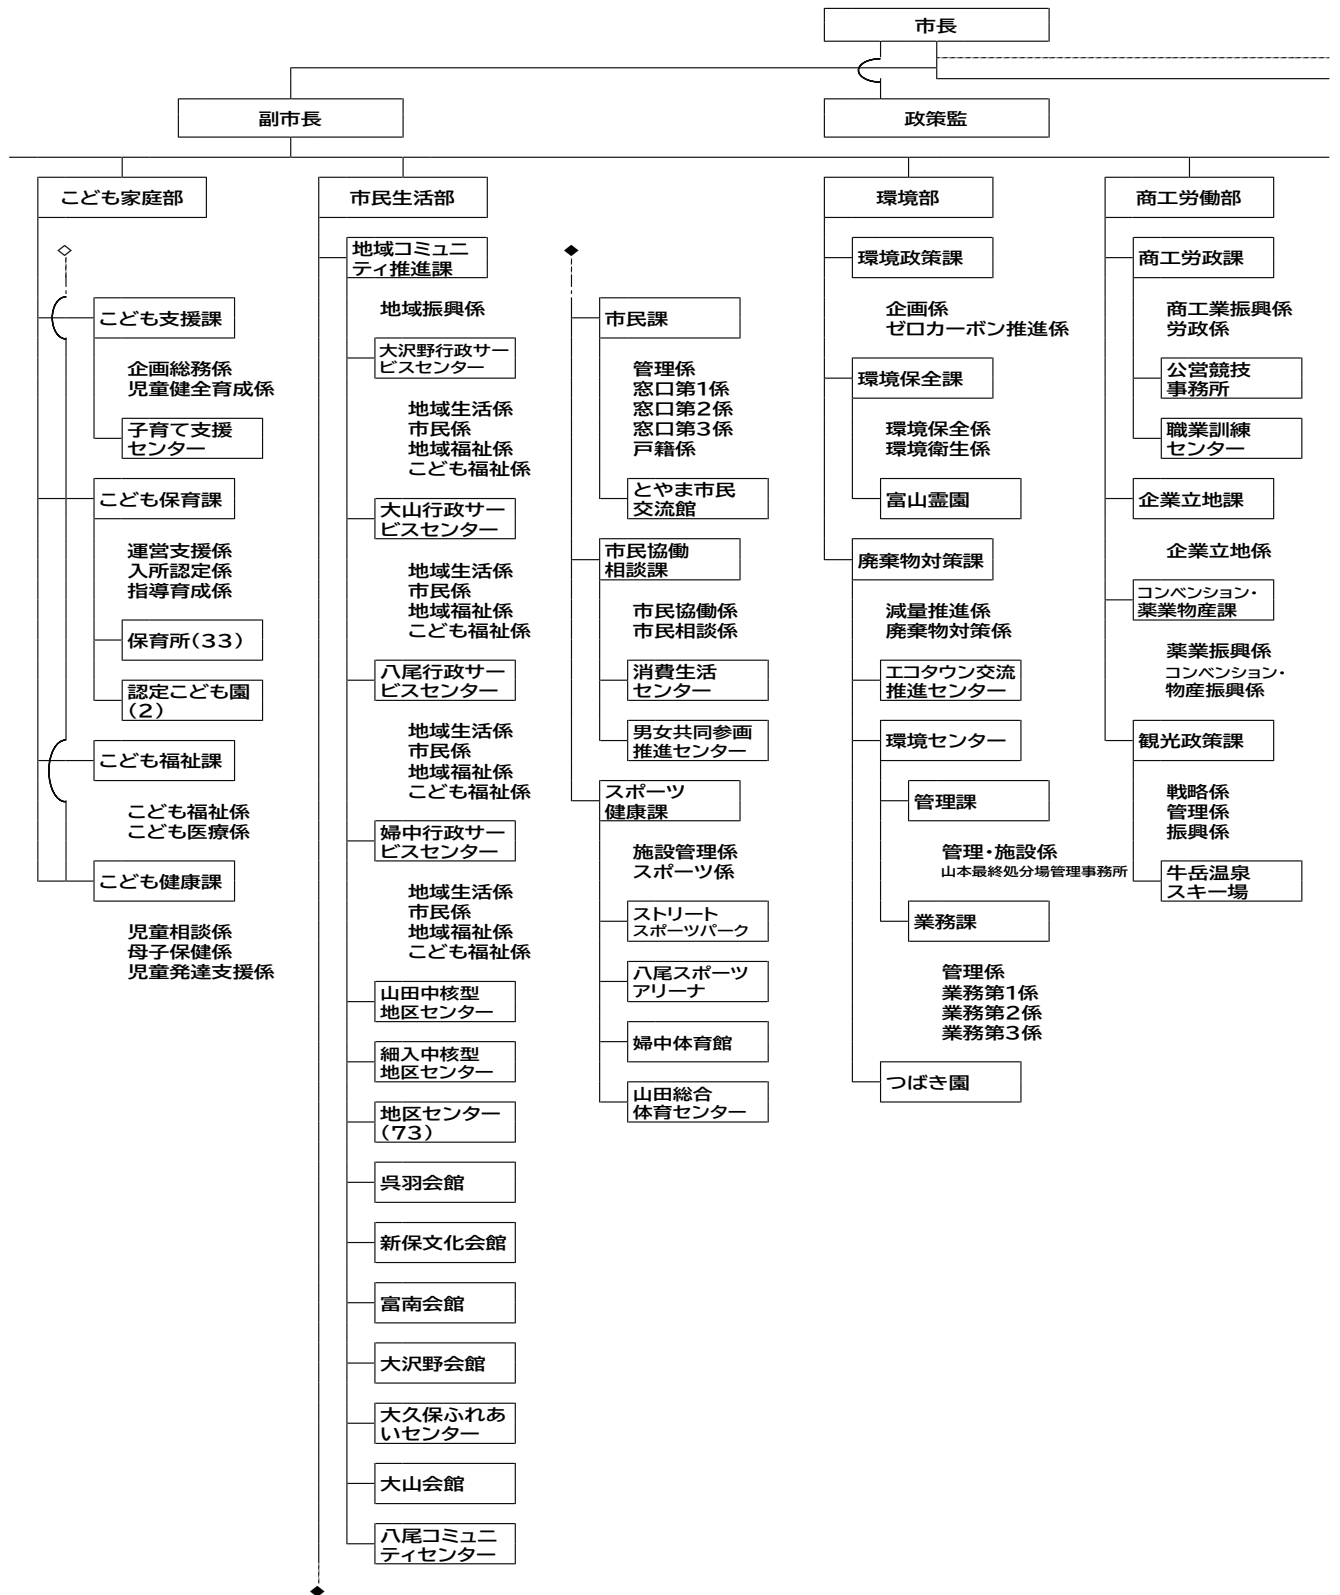 市長
副市長
政策監
こども家庭部
こども支援課
企画総務係
児童健全育成係
子育て支援
センター
こども保育課
運営支援係
入所認定係
指導育成係
保育所(33)
認定こども園
(2)
こども福祉課
こども福祉係
こども医療係
こども健康課
児童相談係
母子保健係
児童発達支援係
市民生活部
地域コミュニ
ティ推進課
地域振興係
大沢野行政サー
ビスセンター
地域生活係
市民係
地域福祉係
こども福祉係
大山行政サー
ビスセンター
地域生活係
市民係
地域福祉係
こども福祉係
八尾行政サー
ビスセンター
地域生活係
市民係
地域福祉係
こども福祉係
婦中行政サー
ビスセンター
地域生活係
市民係
地域福祉係
こども福祉係
山田中核型
地区センター
細入中核型
地区センター
地区センター
(73)
呉羽会館
新保文化会館
富南会館
大沢野会館
大久保ふれあ
いセンター
大山会館
八尾コミュニ
ティセンター
市民課
管理係
窓口第1係
窓口第2係
窓口第3係
戸籍係
とやま市民
交流館
市民協働
相談課
市民協働係
市民相談係
消費生活
センター
男女共同参画
推進センター
スポーツ
健康課
施設管理係
スポーツ係
ストリート
スポーツパーク
八尾スポーツ
アリーナ
婦中体育館
山田総合
体育センター
環境部
環境政策課
企画係
ゼロカーボン推進係
環境保全課
環境保全係
環境衛生係
富山霊園
廃棄物対策課
減量推進係
廃棄物対策係
エコタウン交流
推進センター
環境センター
管理課
管理・施設係
山本最終処分場管理事務所
業務課
管理係
業務第1係
業務第2係
業務第3係
つばき園
商工労働部
商工労政課
商工業振興係
労政係
公営競技
事務所
職業訓練
センター
企業立地課
企業立地係
コンベンション・
薬業物産課
薬業振興係
コンベンション・
物産振興係
観光政策課
戦略係
管理係
振興係
牛岳温泉
スキー場